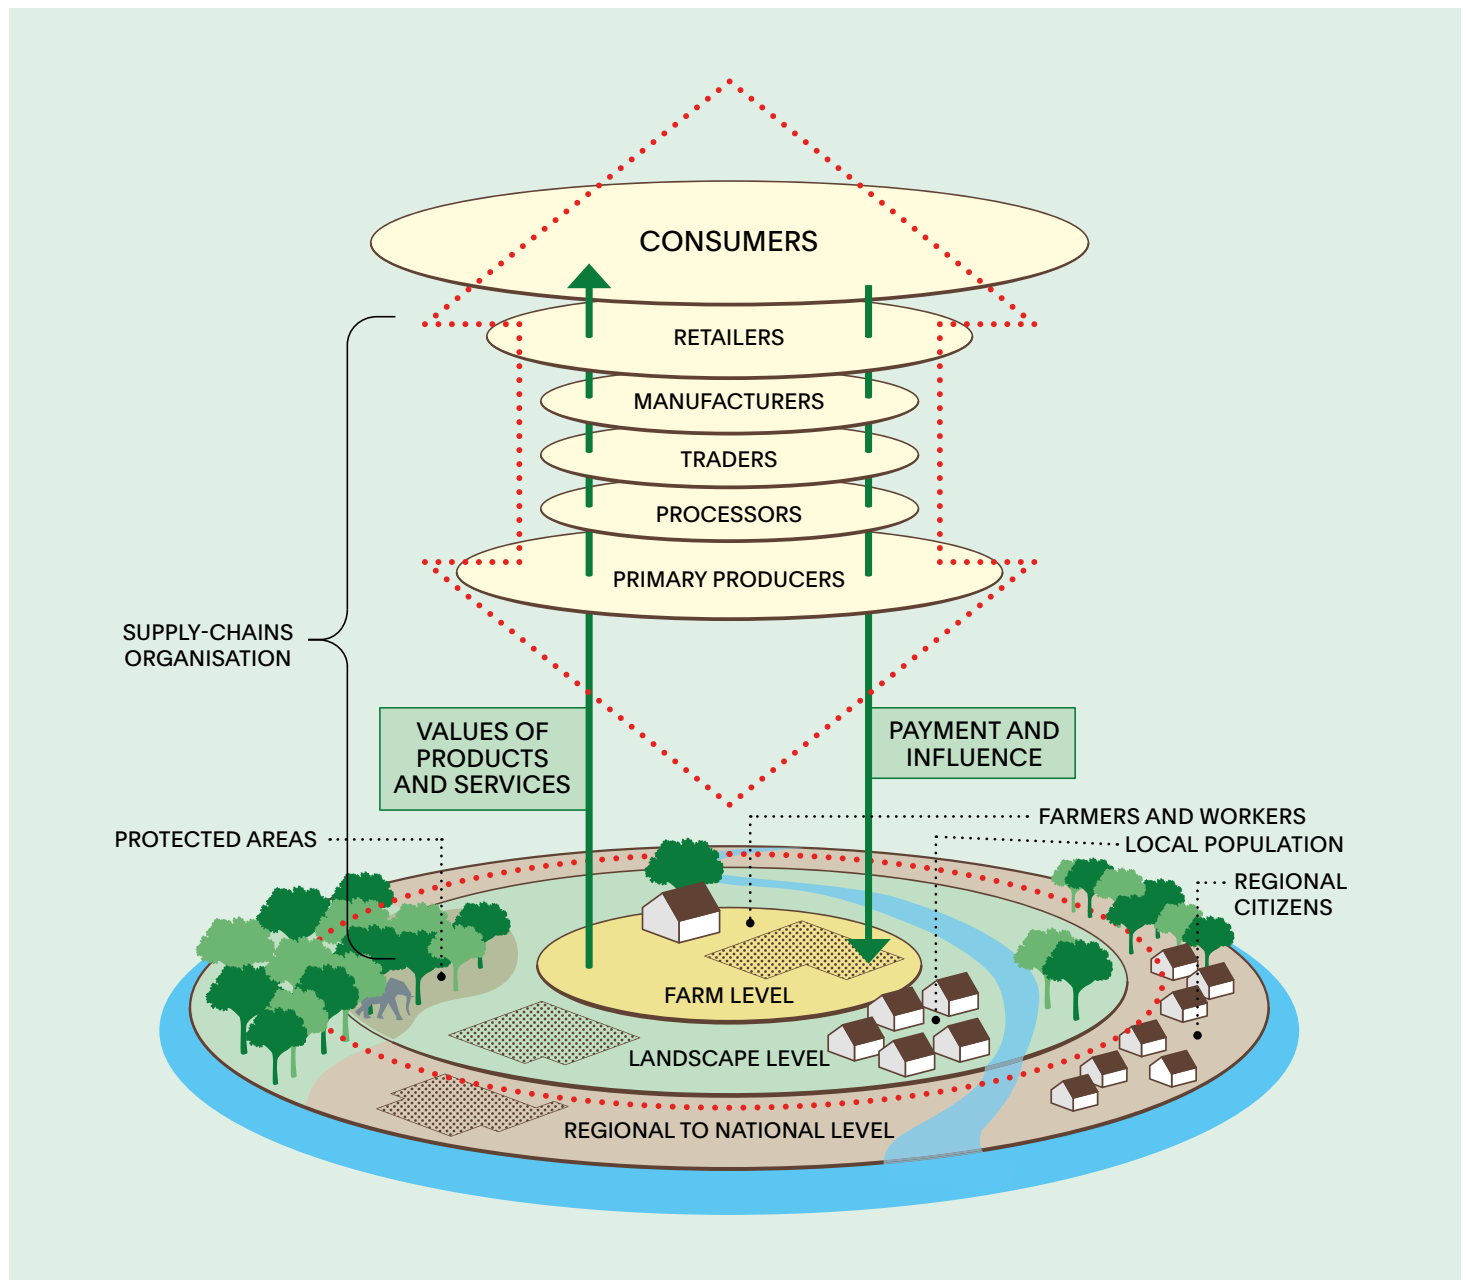 CONSUMERS
RETAILERS
MANUFACTURERS
TRADERS
PROCESSORS
PRIMARY PRODUCERS
SUPPLY-CHAINS
ORGANISATION
VALUES OF
PRODUCTS
AND SERVICES
PAYMENT AND
INFLUENCE
PROTECTED AREAS
FARMERS AND WORKERS
LOCAL POPULATION
REGIONAL
CITIZENS
FARM LEVEL
LANDSCAPE LEVEL
REGIONAL TO NATIONAL LEVEL